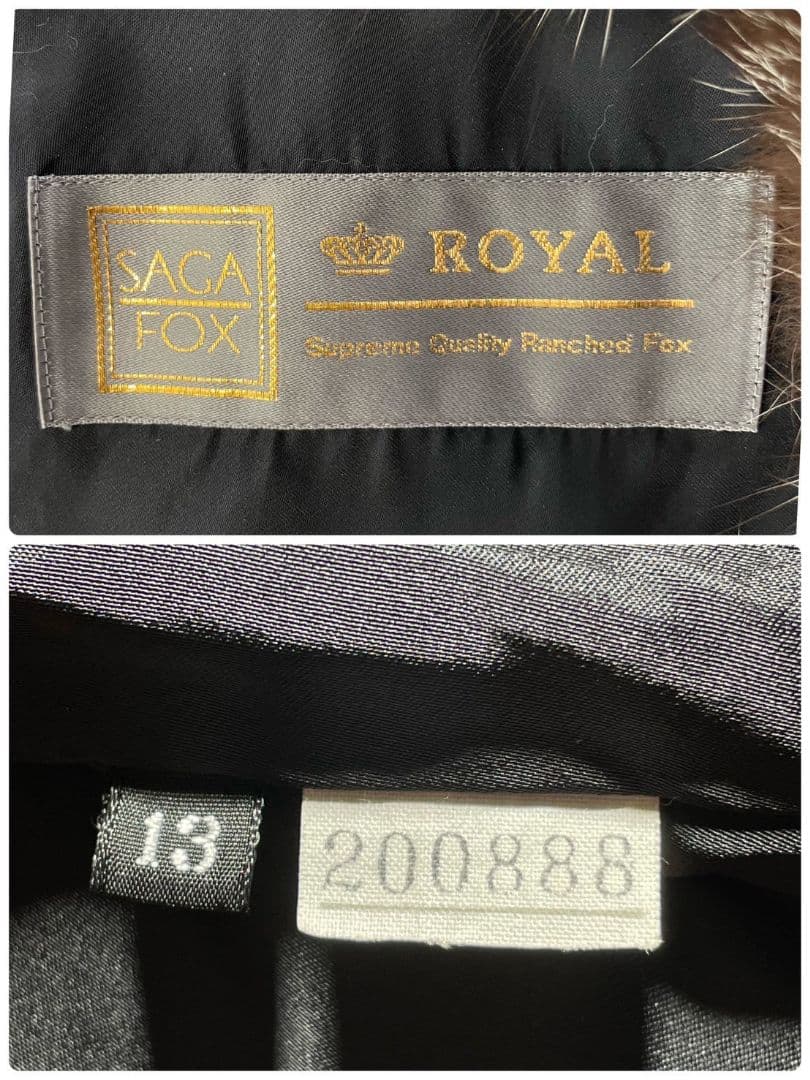 SAGA
FOX
ROYAL
Supreme Quality Ranched Fox
13
200888